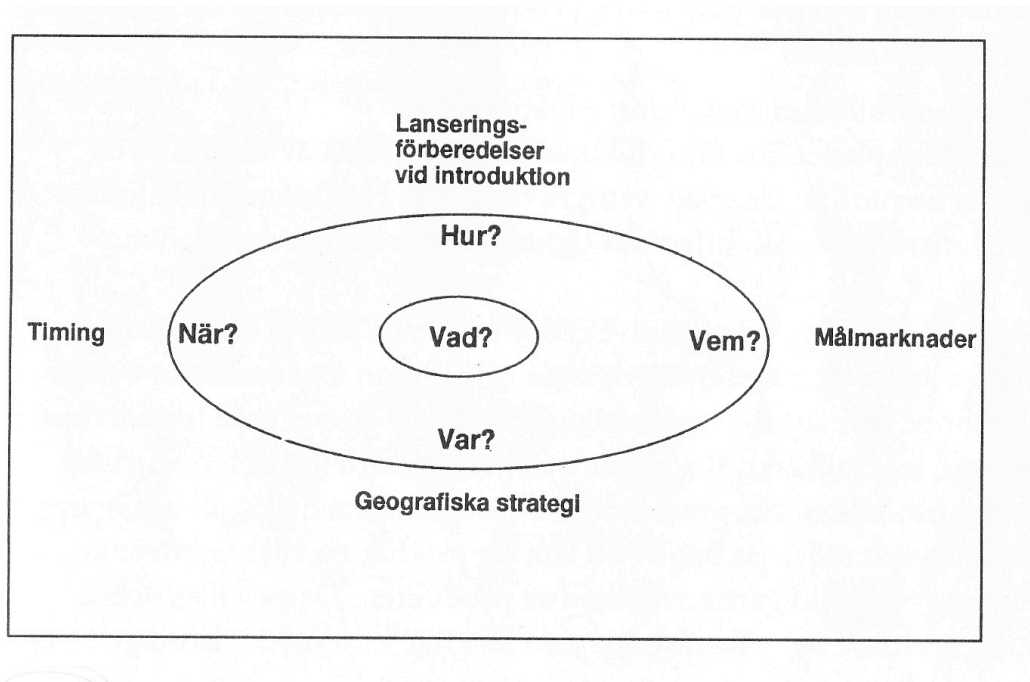 Lanserings-
förberedelser
vid introduktion
Hur?
Timing
När?
Vad?
Vem?
Målmarknader
Var?
Geografiska strategi